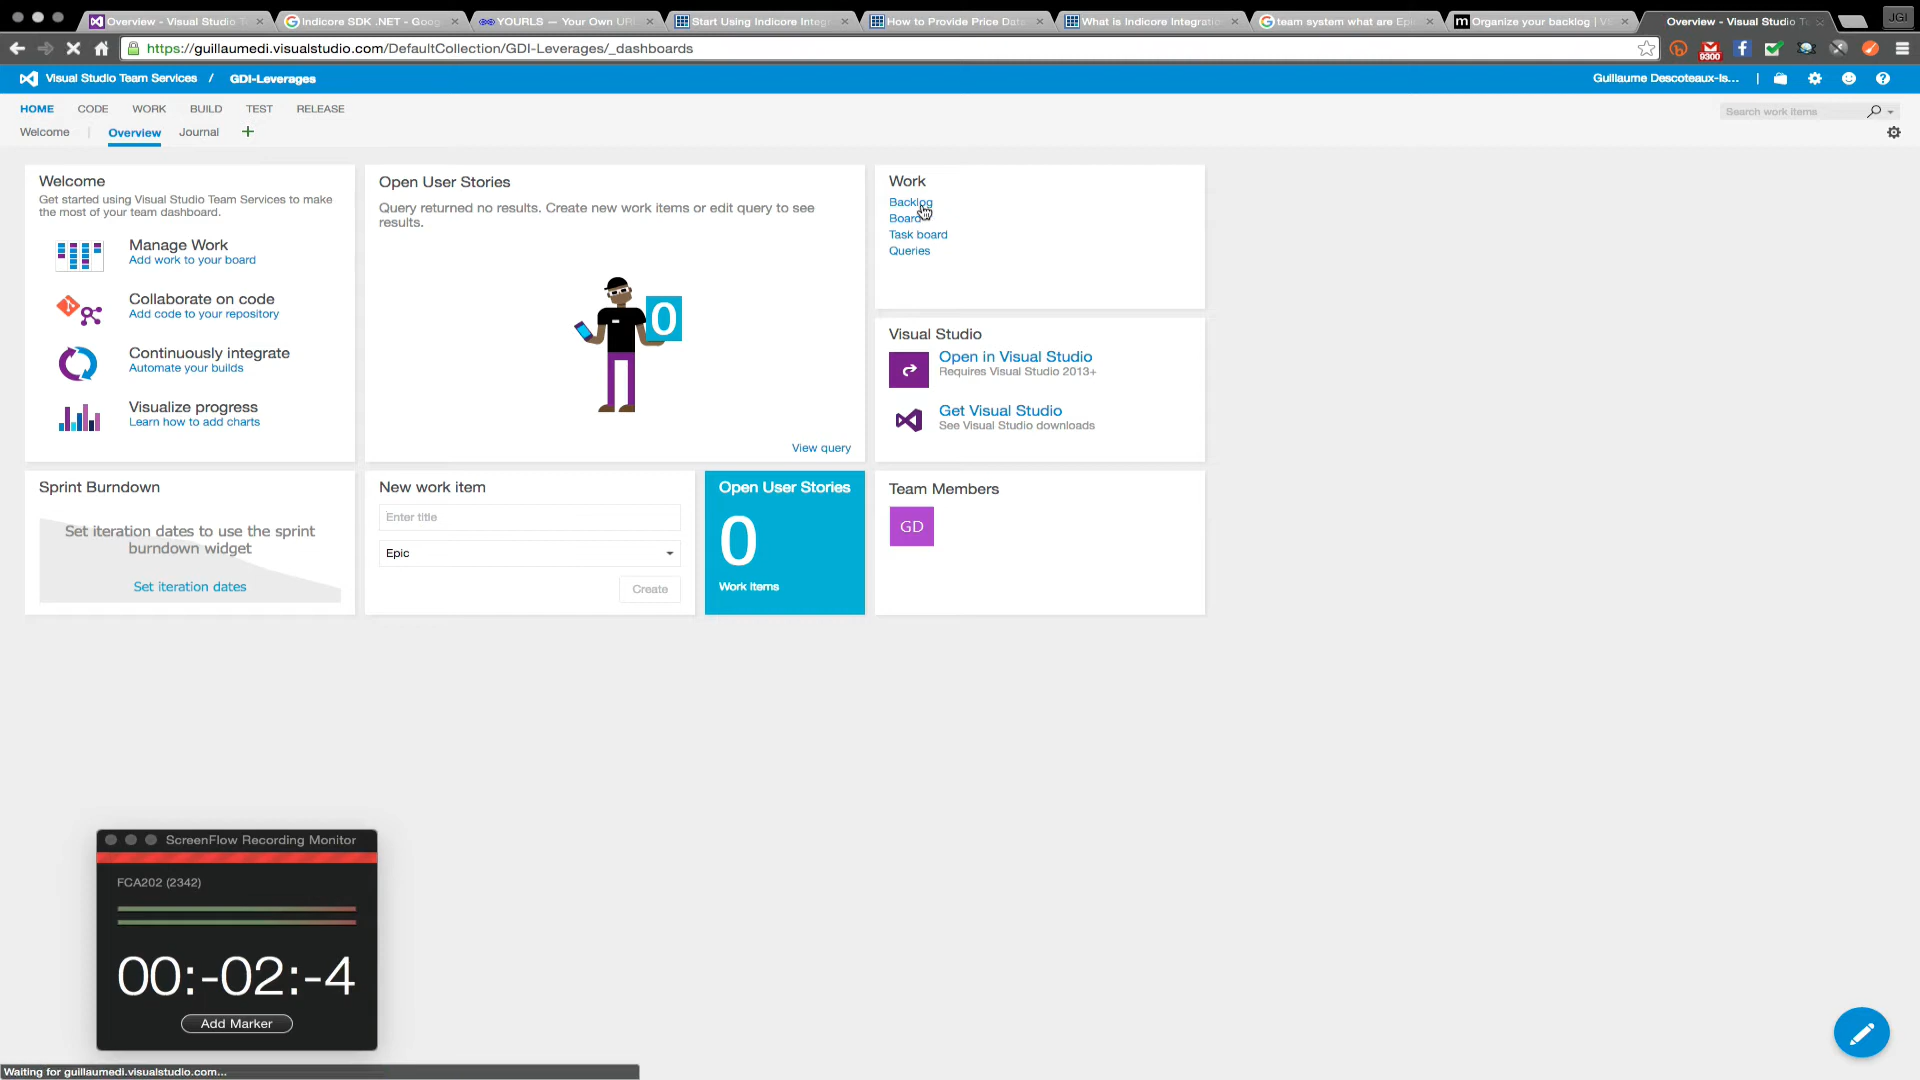 Overview - Visual Studio Te
Indicore SDK .NET - Goog
YOURLS — Your Own UR
Start Using Indicore Integ
How to Provide Price Data
What is Indicore Integratio
team system what are Epi
Organize your backlog | VS
Overview - Visual Studio Te
JGI
https://guillaumedi.visualstudio.com/DefaultCollection/GDI-Leverages/_dashboards
9300
Visual Studio Team Services / GDI-Leverages
Guillaume Descoteaux-Is... |
HOME CODE WORK BUILD TEST RELEASE
Search work items
Welcome | Overview Journal +
Welcome
Get started using Visual Studio Team Services to make
the most of your team dashboard.
Manage Work
Add work to your board
Collaborate on code
Add code to your repository
Continuously integrate
Automate your builds
Visualize progress
Learn how to add charts
Open User Stories
Query returned no results. Create new work items or edit query to see
results.
0
View query
Work
Backlog
Board
Task board
Queries
Visual Studio
Open in Visual Studio
Requires Visual Studio 2013+
Get Visual Studio
See Visual Studio downloads
Sprint Burndown
Set iteration dates to use the sprint
burndown widget
Set iteration dates
New work item
Enter title
Epic
Create
Open User Stories
0
Work items
Team Members
GD
ScreenFlow Recording Monitor
FCA202 (2342)
00:-02:-4
Add Marker
Waiting for guillaumedi.visualstudio.com...